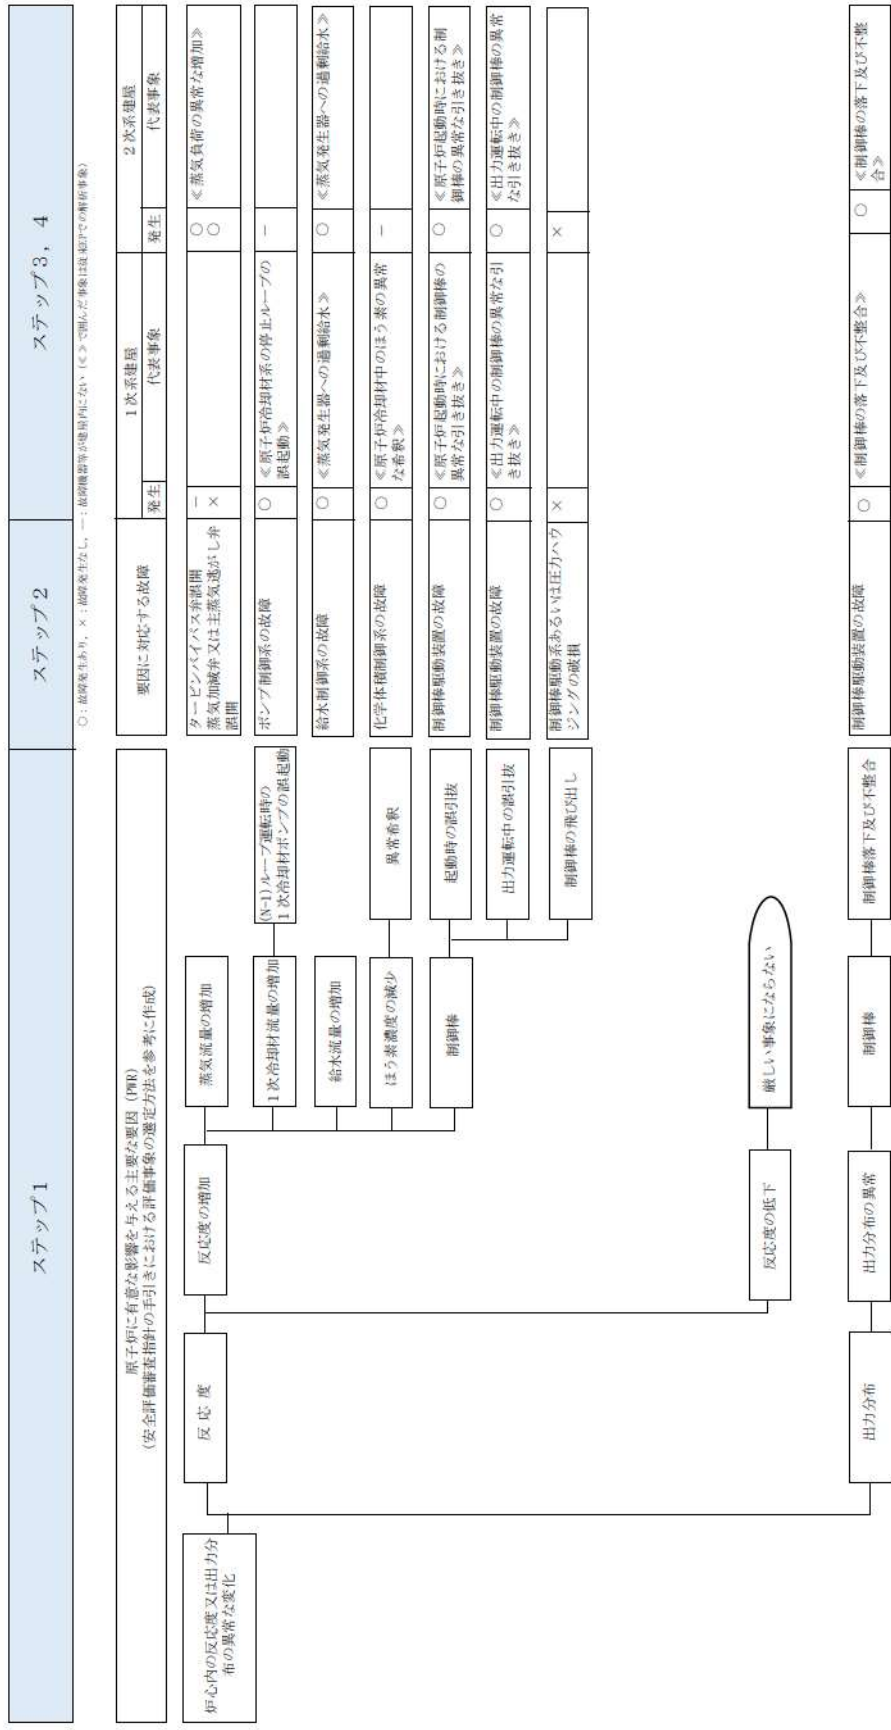 ステップ1
ステップ2
ステップ3, 4
○:故障発生あり, ×:故障発生なし, ―:故障機器等が建屋内にない(≪≫で囲んだ事象は従来EPでの解析事象)
原子炉に有意な影響を与える主要な要因(PWR)
(安全評価審査指針の手引きにおける評価事象の選定方法を参考に作成)
要因に対応する故障
1次系建屋
2次系建屋
発生
代表事象
発生
代表事象
炉心内の反応度又は出力分
布の異常な変化
反応度
反応度の増加
蒸気流量の増加
タービンバイパス弁誤開
蒸気加減弁又は主蒸気逃がし弁
誤開
―
×
○
○
≪蒸気負荷の異常な増加≫
1次冷却材流量の増加
(N-1)ループ運転時の
1次冷却材ポンプの誤起動
ポンプ制御系の故障
○
≪原子炉冷却材系の停止ループの
誤起動≫
―
給水流量の増加
給水制御系の故障
○
≪蒸気発生器への過剰給水≫
○
≪蒸気発生器への過剰給水≫
ほう素濃度の減少
異常希釈
化学体積制御系の故障
○
≪原子炉冷却材中のほう素の異常
な希釈≫
―
制御棒
起動時の誤引抜
制御棒駆動装置の故障
○
≪原子炉起動時における制御棒の
異常な引き抜き≫
○
≪原子炉起動時における制
御棒の異常な引き抜き≫
出力運転中の誤引抜
制御棒駆動装置の故障
○
≪出力運転中の制御棒の異常な引
き抜き≫
○
≪出力運転中の制御棒の異常
な引き抜き≫
制御棒の飛び出し
制御棒駆動系あるいは圧力ハウ
ジングの破損
×
×
反応度の低下
厳しい事象にならない
出力分布
出力分布の異常
制御棒
制御棒落下及び不整合
制御棒駆動装置の故障
○
≪制御棒の落下及び不整合≫
○
≪制御棒の落下及び不整
合≫